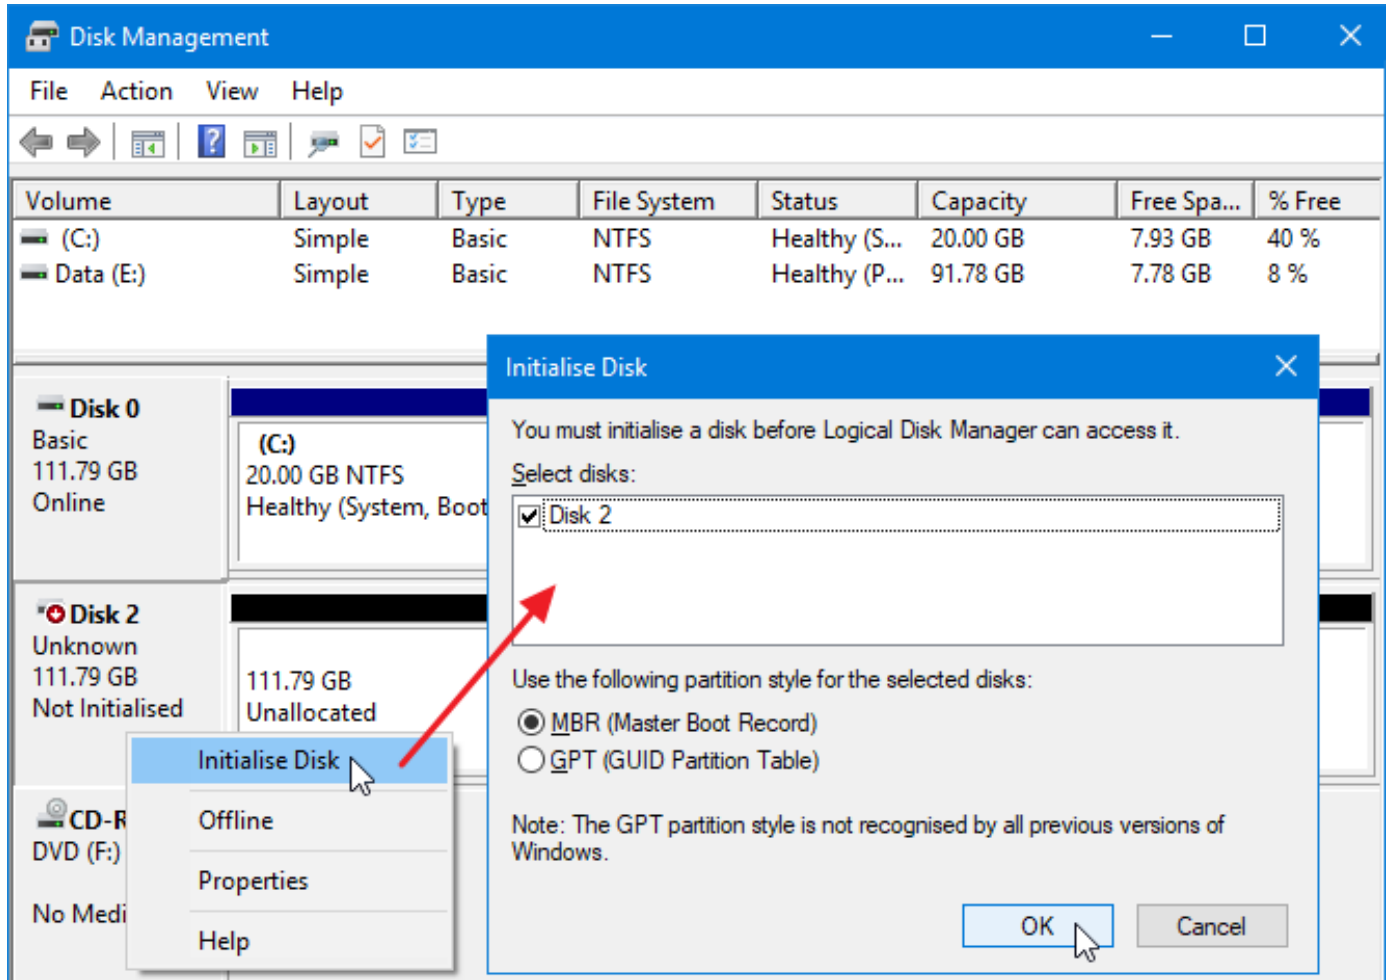 Disk Management
File Action View Help
Volume Layout Type File System Status Capacity Free Spa... % Free
(C:) Simple Basic NTFS Healthy (S... 20.00 GB 7.93 GB 40 %
Data (E:) Simple Basic NTFS Healthy (P... 91.78 GB 7.78 GB 8 %
Disk 0
Basic
111.79 GB
Online
(C:)
20.00 GB NTFS
Healthy (System, Boot
Disk 2
Unknown
111.79 GB
Not Initialised
111.79 GB
Unallocated
CD-R
DVD (F:)
No Medi
Initialise Disk
Offline
Properties
Help
Initialise Disk
You must initialise a disk before Logical Disk Manager can access it.
Select disks:
Disk 2
Use the following partition style for the selected disks:
MBR (Master Boot Record)
GPT (GUID Partition Table)
Note: The GPT partition style is not recognised by all previous versions of
Windows.
OK Cancel